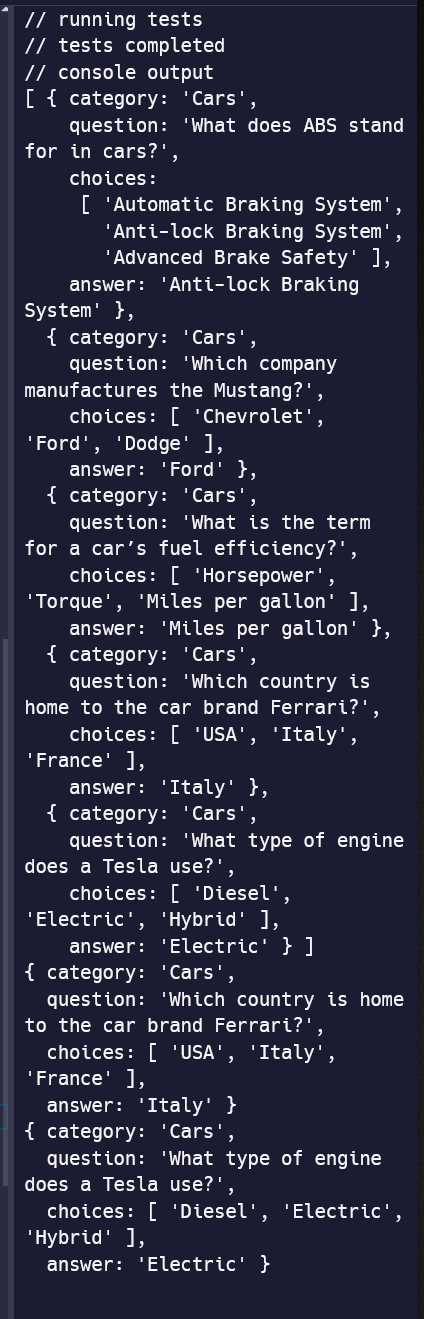 // running tests
// tests completed
// console output
[ { category: 'Cars',
    question: 'What does ABS stand
for in cars?',
    choices:
     [ 'Automatic Braking System',
       'Anti-lock Braking System',
       'Advanced Brake Safety' ],
    answer: 'Anti-lock Braking
System' },
  { category: 'Cars',
    question: 'Which company
manufactures the Mustang?',
    choices: [ 'Chevrolet',
'Ford', 'Dodge' ],
    answer: 'Ford' },
  { category: 'Cars',
    question: 'What is the term
for a car’s fuel efficiency?',
    choices: [ 'Horsepower',
'Torque', 'Miles per gallon' ],
    answer: 'Miles per gallon' },
  { category: 'Cars',
    question: 'Which country is
home to the car brand Ferrari?',
    choices: [ 'USA', 'Italy',
'France' ],
    answer: 'Italy' },
  { category: 'Cars',
    question: 'What type of engine
does a Tesla use?',
    choices: [ 'Diesel',
'Electric', 'Hybrid' ],
    answer: 'Electric' } ]
{ category: 'Cars',
  question: 'Which country is home
to the car brand Ferrari?',
  choices: [ 'USA', 'Italy',
'France' ],
  answer: 'Italy' }
{ category: 'Cars',
  question: 'What type of engine
does a Tesla use?',
  choices: [ 'Diesel', 'Electric',
'Hybrid' ],
  answer: 'Electric' }